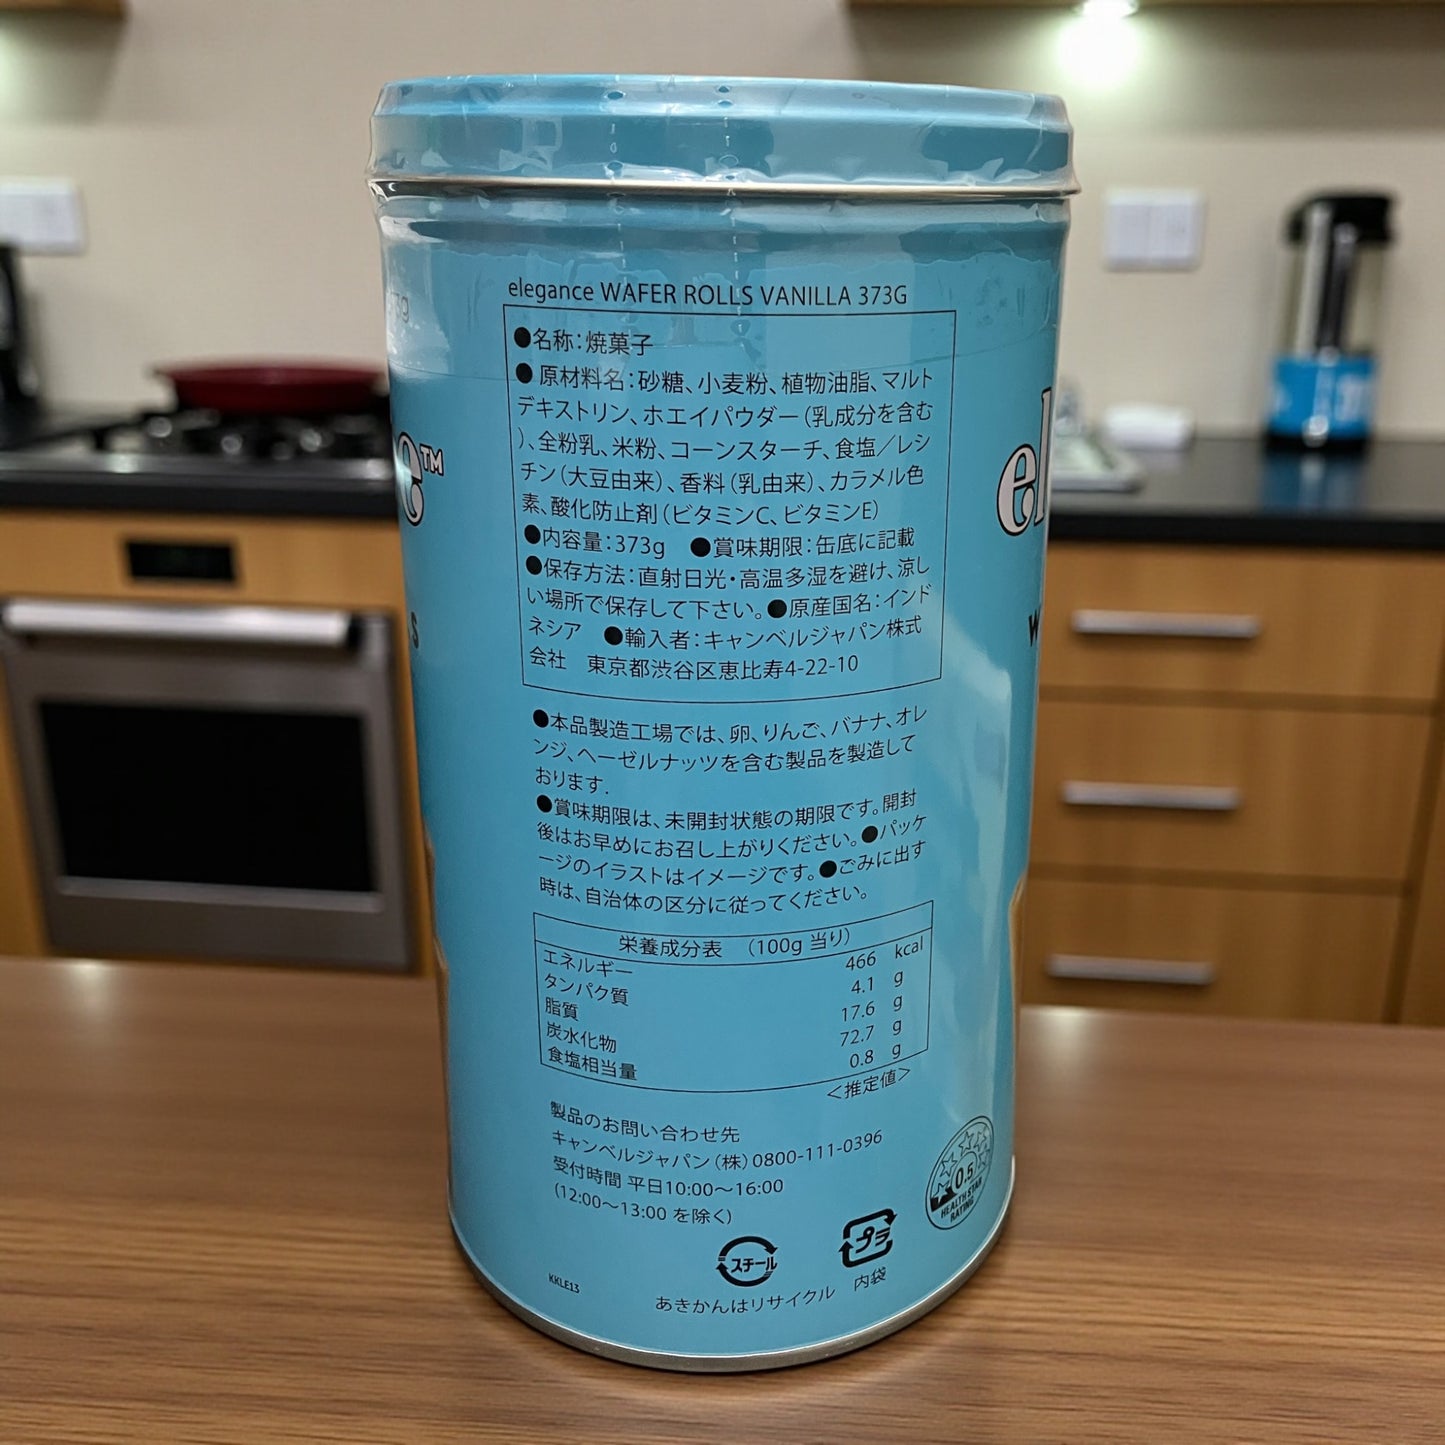 elegance WAFER ROLLS VANILLA 373G
●名称：焼菓子
●原材料名：砂糖、小麦粉、植物油脂、マルト
デキストリン、ホエイパウダー（乳成分を含む
）、全粉乳、米粉、コーンスターチ、食塩／レシ
チン（大豆由来）、香料（乳由来）、カラメル色
素、酸化防止剤（ビタミンC、ビタミンE）
●内容量：373g　●賞味期限：缶底に記載
●保存方法：直射日光・高温多湿を避け、涼し
い場所で保存して下さい。●原産国名：インド
ネシア　●輸入者：キャンベルジャパン株式
会社　東京都渋谷区恵比寿4-22-10
●本品製造工場では、卵、りんご、バナナ、オレ
ンジ、ヘーゼルナッツを含む製品を製造して
おります.
●賞味期限は、未開封状態の期限です。開封
後はお早めにお召し上がりください。●パッケ
ージのイラストはイメージです。●ごみに出す
時は、自治体の区分に従ってください。
栄養成分表　（100g 当り）
エネルギー 466 kcal
タンパク質 4.1 g
脂質 17.6 g
炭水化物 72.7 g
食塩相当量 0.8 g
＜推定値＞
製品のお問い合わせ先
キャンベルジャパン（株）0800-111-0396
受付時間 平日10:00～16:00
（12:00～13:00 を除く）
スチール
プラ
あきかんはリサイクル
内袋
KKLE13
0.5
HEALTH STAR
RATING
e™
el
S
W